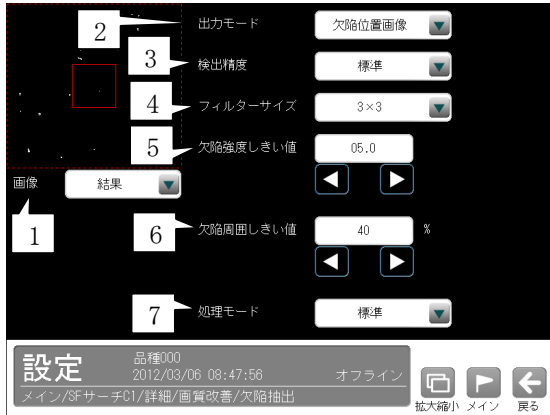 2
出力モード
欠陥位置画像
3
検出精度
標準
4
フィルターサイズ
3×3
5
欠陥強度しきい値
05.0
画像
結果
1
6
欠陥周囲しきい値
40
%
7
処理モード
標準
設定
品種000
2012/03/06 08:47:56
オフライン
メイン/SFサーチC1/詳細/画質改善/欠陥抽出
拡大縮小
メイン
戻る